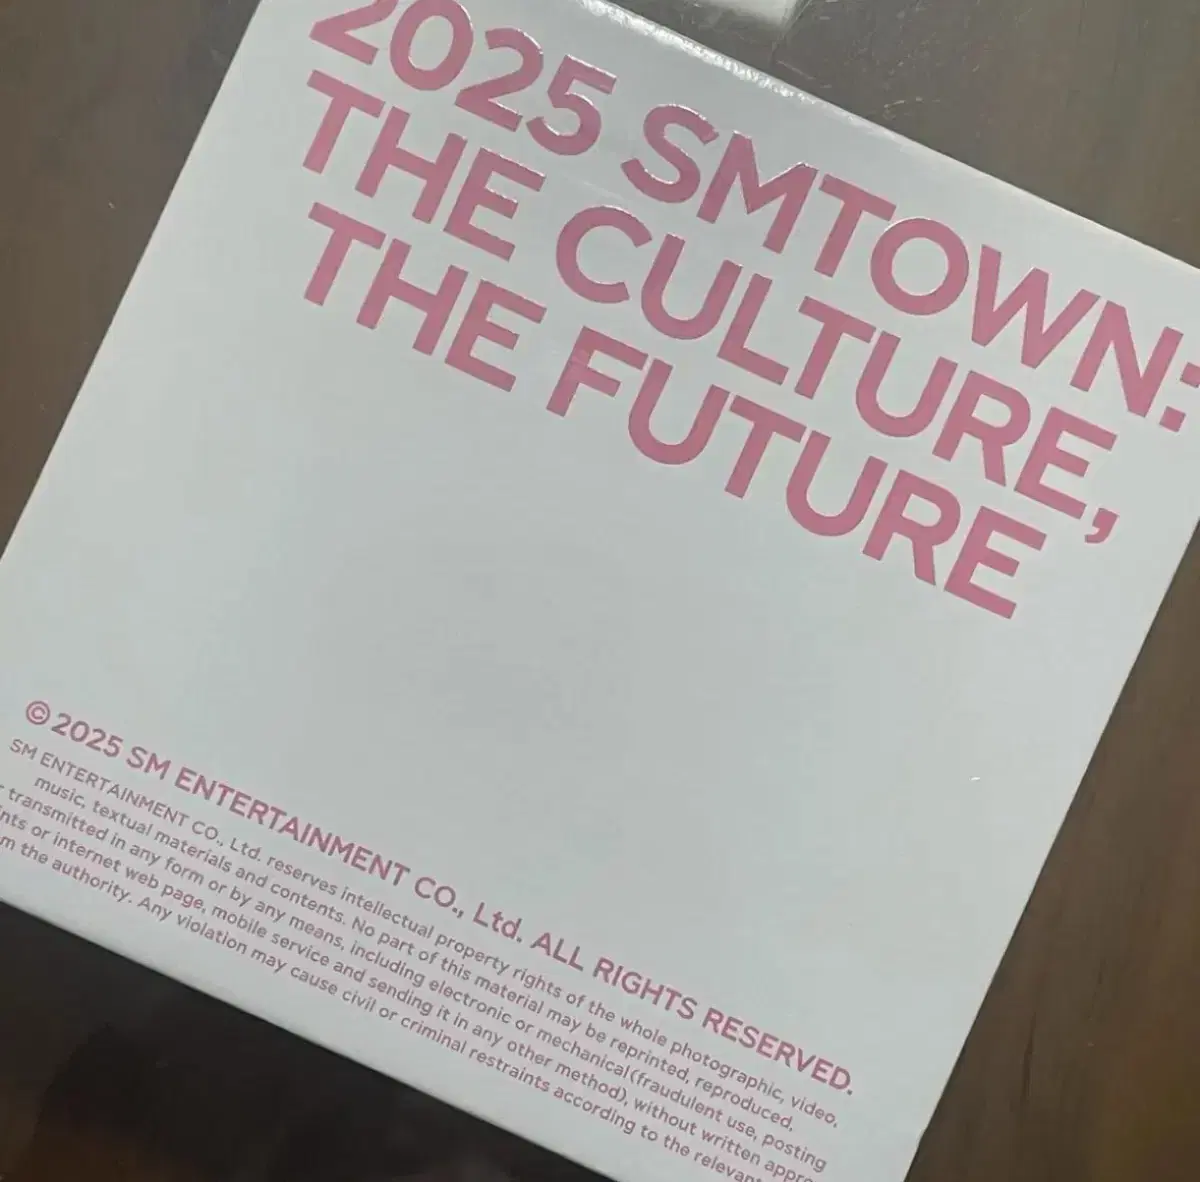 2025 SMTOWN:
THE CULTURE,
THE FUTURE
© 2025 SM ENTERTAINMENT CO., Ltd. ALL RIGHTS RESERVED.
SM ENTERTAINMENT CO., Ltd. reserves intellectual property rights of the whole photographic, video,
music, textual materials and contents. No part of this material may be reprinted, reproduced,
transmitted in any form or by any means, including electronic or mechanical(fraudulent use, posting
or internet web page, mobile service and sending it in any other method), without written
the authority. Any violation may cause civil or criminal restraints according to the relevant